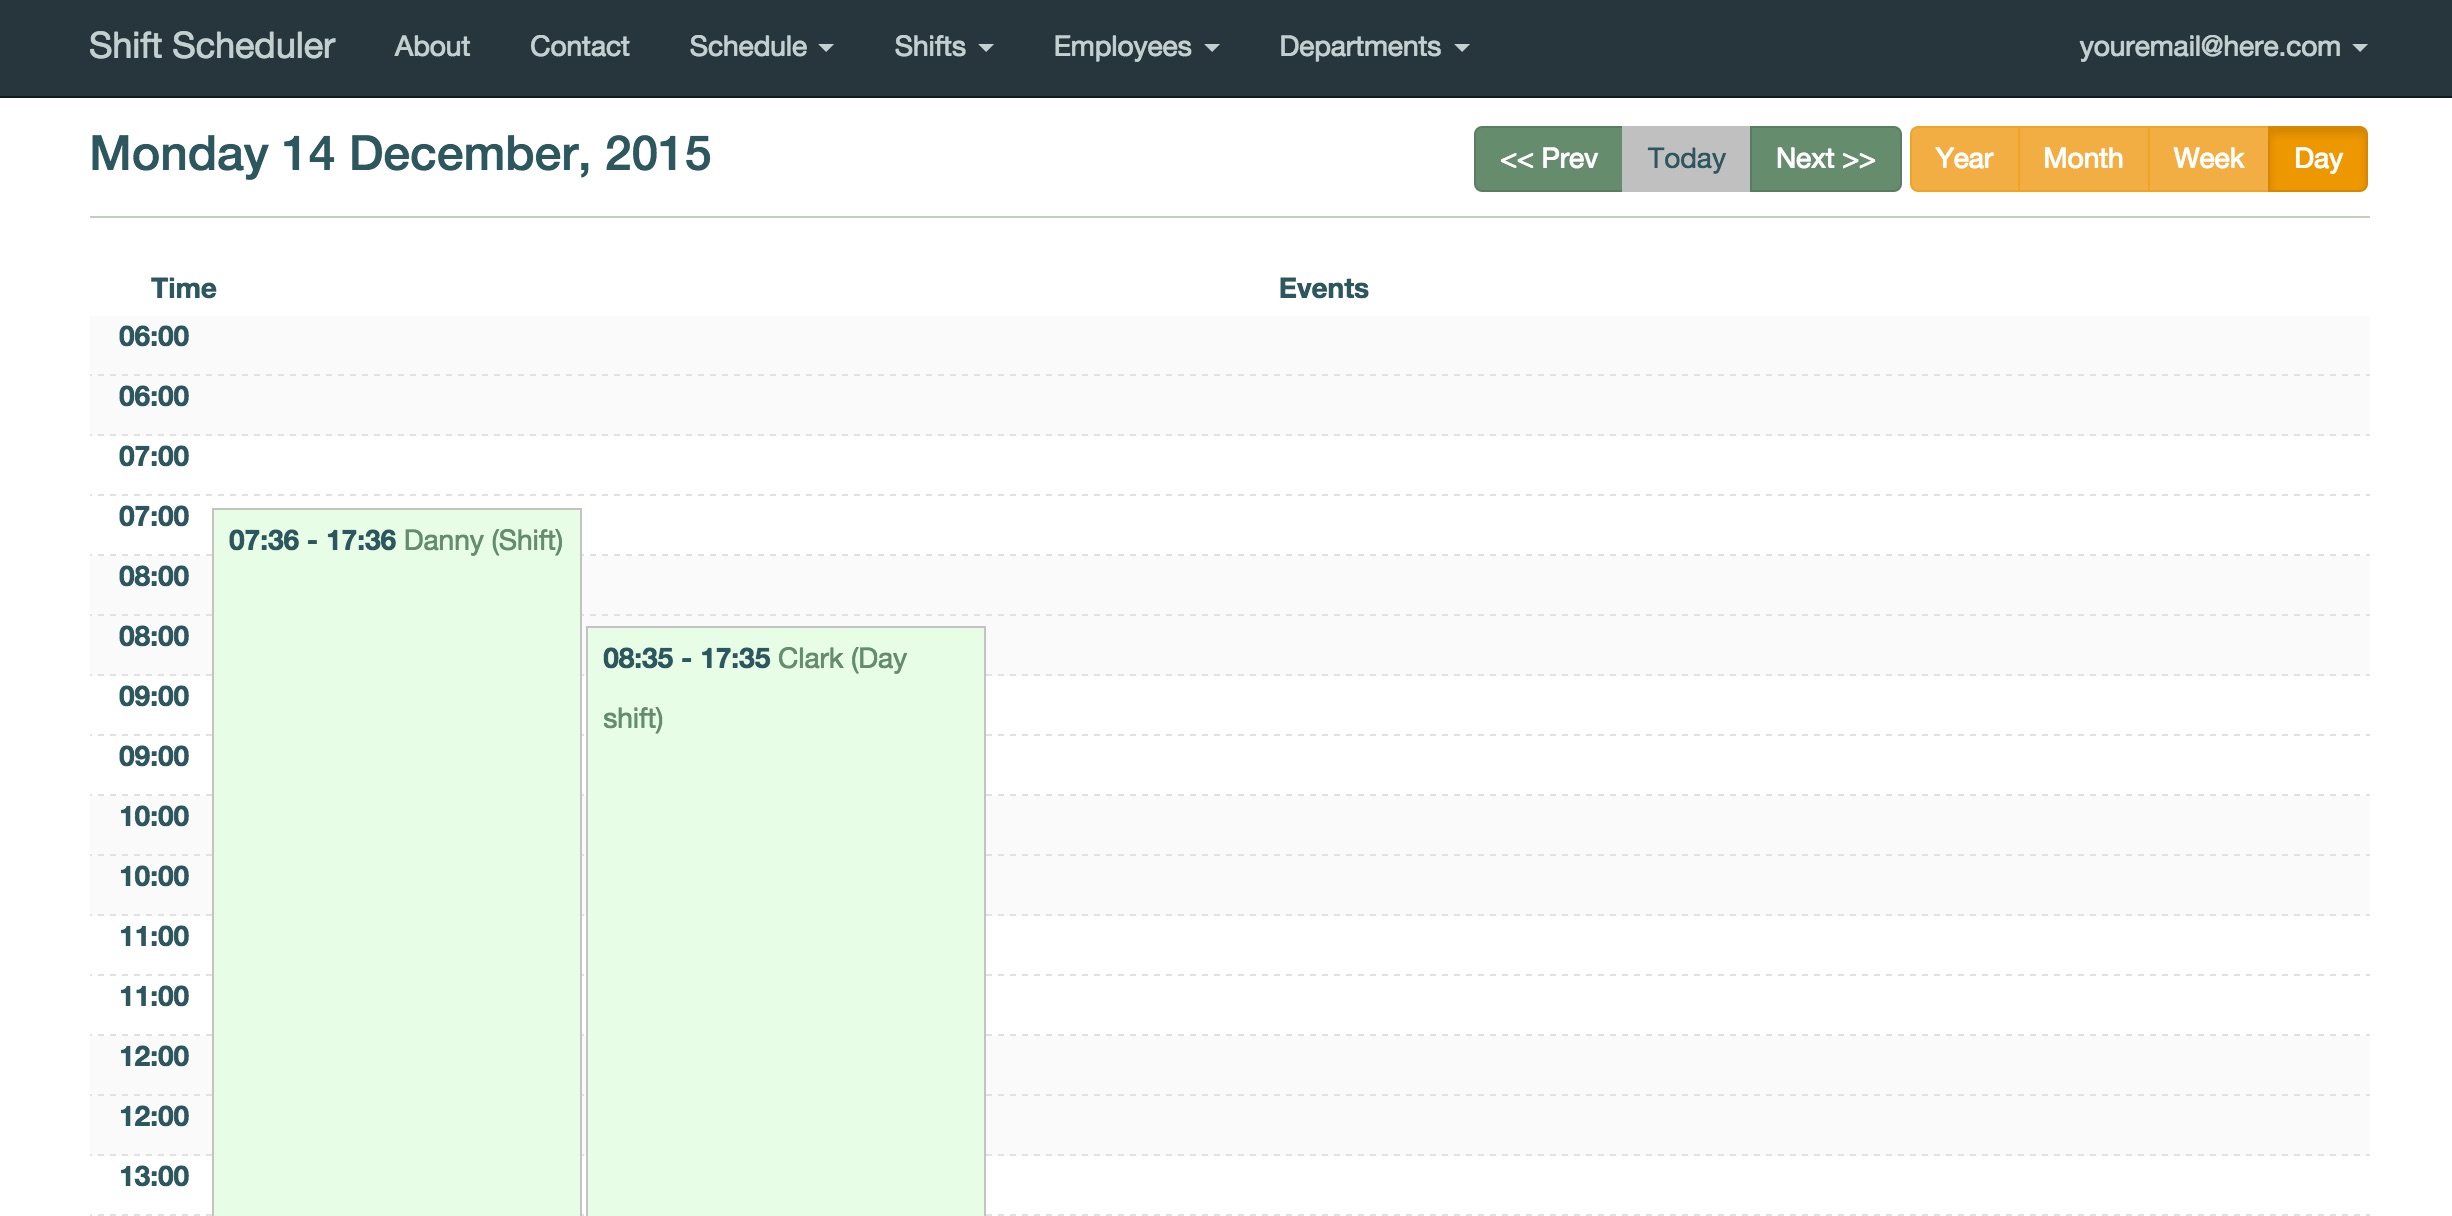 Shift Scheduler About Contact Schedule Shifts Employees Departments youremail@here.com
Monday 14 December, 2015 << Prev Today Next >> Year Month Week Day
Time Events
06:00
06:00
07:00
07:00
07:36 - 17:36 Danny (Shift)
08:00
08:00
08:35 - 17:35 Clark (Day
09:00
shift)
09:00
10:00
10:00
11:00
11:00
12:00
12:00
13:00